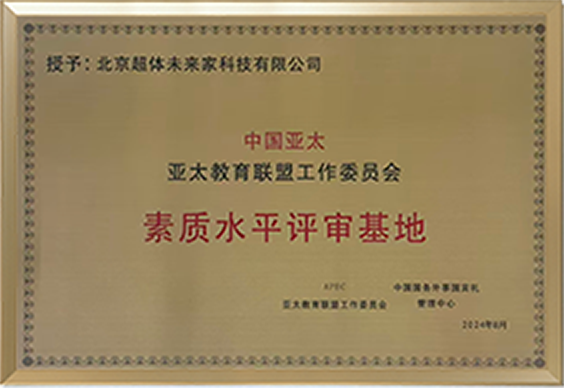 授予：北京超体未来家科技有限公司
中国亚太
亚太教育联盟工作委员会
素质水平评审基地
APEC
亚太教育联盟工作委员会
中国国务外事国宾礼
管理中心
2024年8月